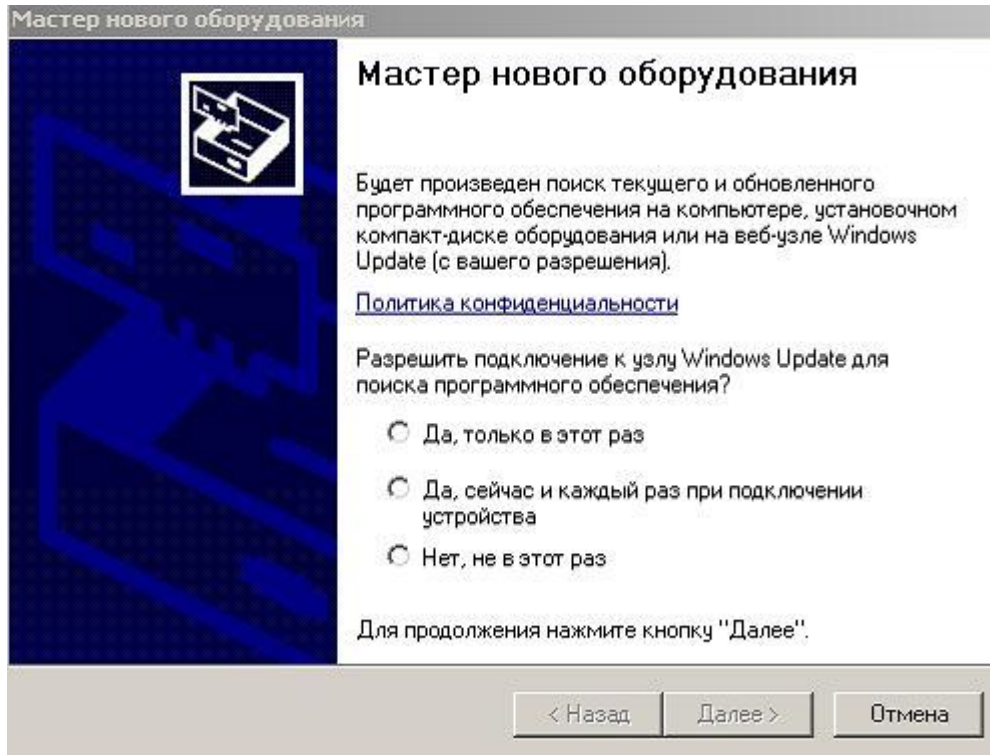 Мастер нового оборудования
Мастер нового оборудования
Будет произведен поиск текущего и обновленного
программного обеспечения на компьютере, установочном
компакт-диске оборудования или на веб-узле Windows
Update (с вашего разрешения).
Политика конфиденциальности
Разрешить подключение к узлу Windows Update для
поиска программного обеспечения?
Да, только в этот раз
Да, сейчас и каждый раз при подключении
устройства
Нет, не в этот раз
Для продолжения нажмите кнопку "Далее".
< Назад Далее > Отмена